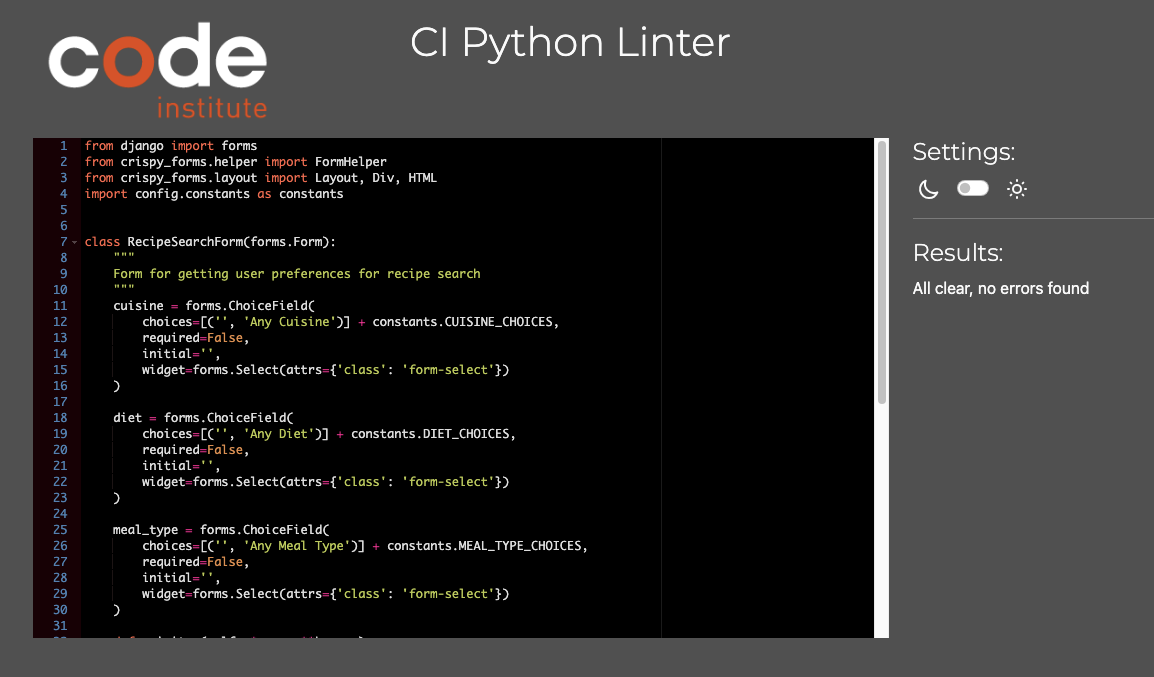 code
institute
CI Python Linter
1 from django import forms
2 from crispy_forms.helper import FormHelper
3 from crispy_forms.layout import Layout, Div, HTML
4 import config.constants as constants
5
6
7 class RecipeSearchForm(forms.Form):
8     """
9     Form for getting user preferences for recipe search
10     """
11     cuisine = forms.ChoiceField(
12         choices=[('', 'Any Cuisine')] + constants.CUISINE_CHOICES,
13         required=False,
14         initial='',
15         widget=forms.Select(attrs={'class': 'form-select'})
16     )
17
18     diet = forms.ChoiceField(
19         choices=[('', 'Any Diet')] + constants.DIET_CHOICES,
20         required=False,
21         initial='',
22         widget=forms.Select(attrs={'class': 'form-select'})
23     )
24
25     meal_type = forms.ChoiceField(
26         choices=[('', 'Any Meal Type')] + constants.MEAL_TYPE_CHOICES,
27         required=False,
28         initial='',
29         widget=forms.Select(attrs={'class': 'form-select'})
30     )
31
Settings:
Results:
All clear, no errors found